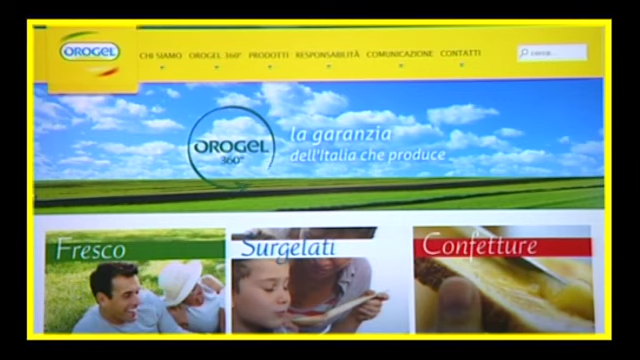 OROGEL
CHI SIAMO OROGEL 360° PRODOTTI RESPONSABILITÀ COMUNICAZIONE CONTATTI
cerca...
OROGEL
360°
la garanzia
dell'Italia che produce
Fresco
Surgelati
Confetture